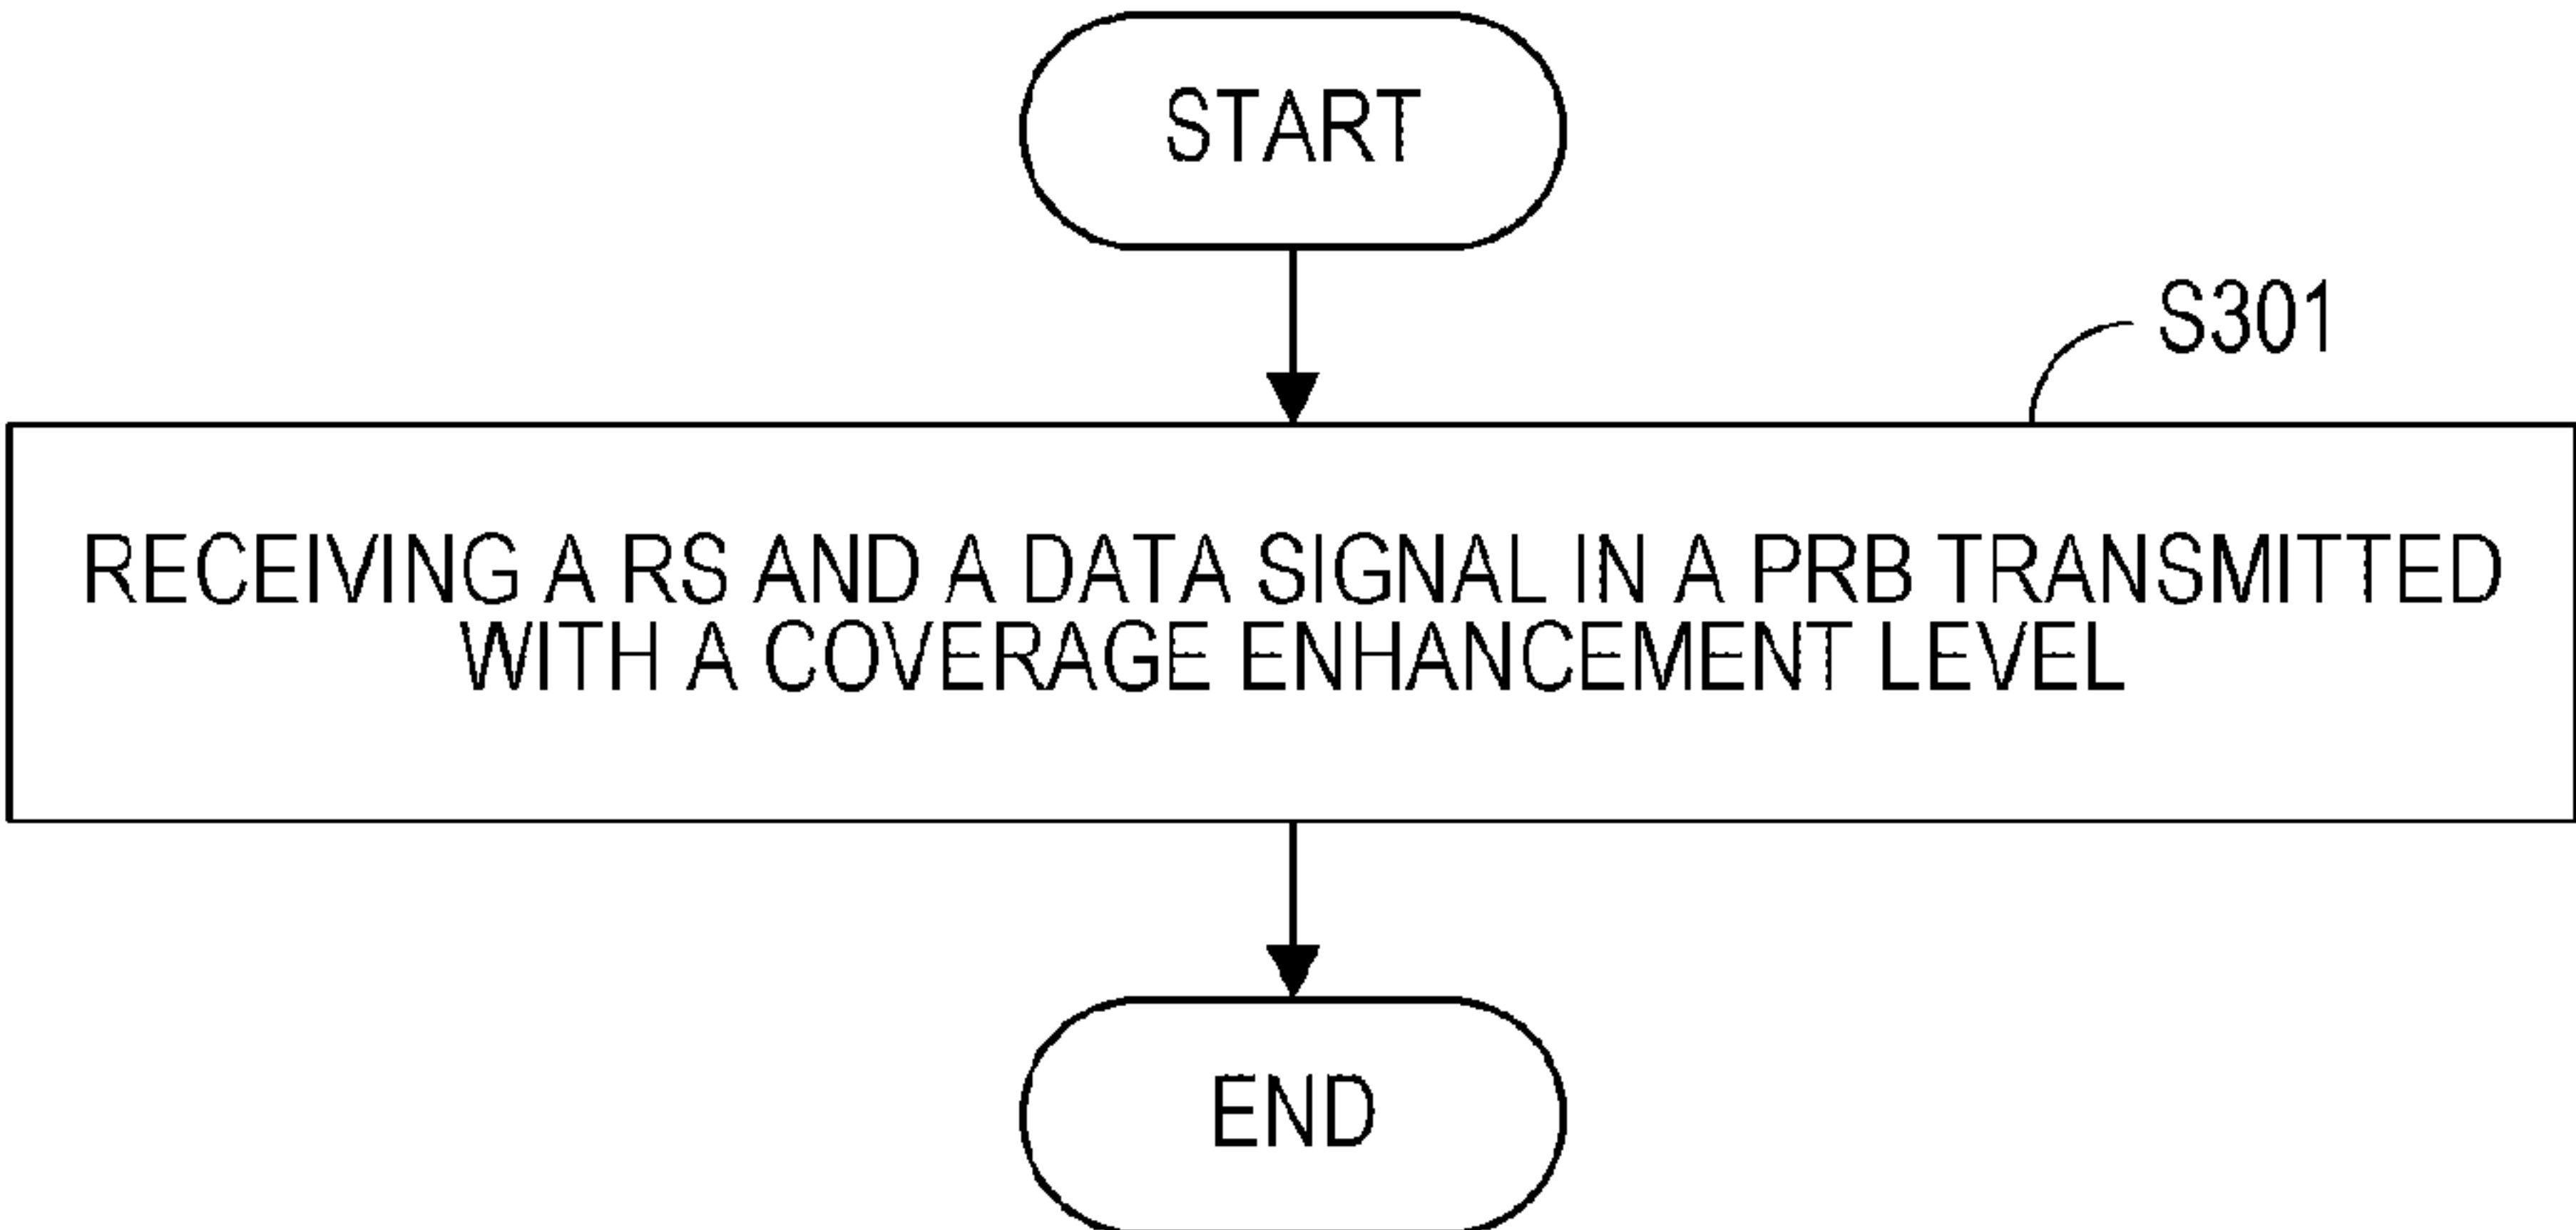 START
S301
RECEIVING A RS AND A DATA SIGNAL IN A PRB TRANSMITTED
WITH A COVERAGE ENHANCEMENT LEVEL
END